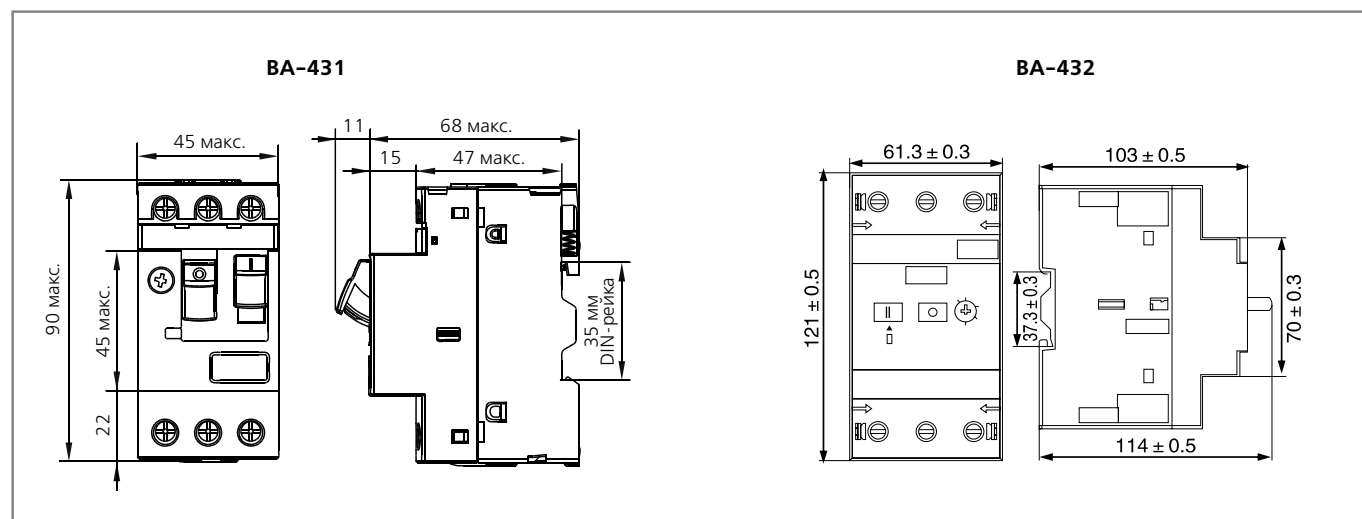 ВА-431
45 макс.
90 макс.
45 макс.
22
11
68 макс.
15
47 макс.
35 мм
DIN-рейка
ВА-432
61.3 ± 0.3
121 ± 0.5
103 ± 0.5
37.3 ± 0.3
70 ± 0.3
114 ± 0.5